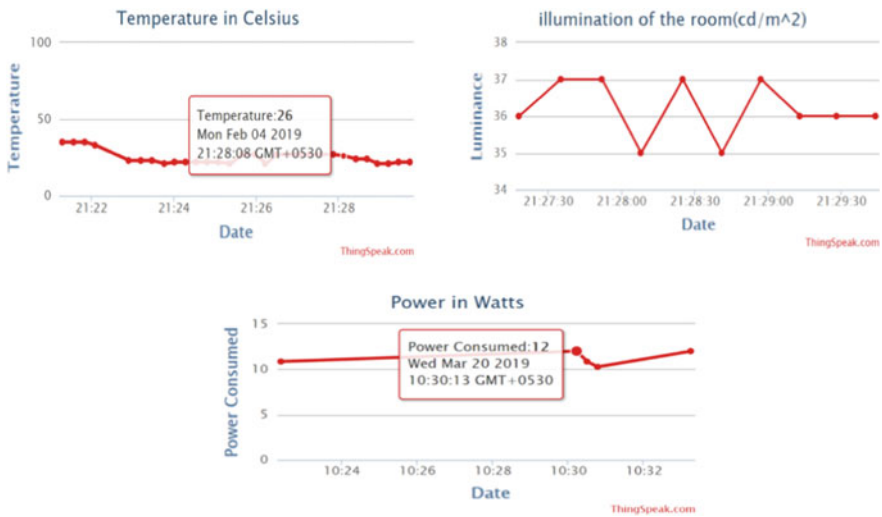 Temperature in Celsius
100
50
0
Temperature
Temperature:26
Mon Feb 04 2019
21:28:08 GMT+0530
21:22
21:24
21:26
21:28
Date
ThingSpeak.com
illumination of the room(cd/m^2)
38
37
36
35
34
Luminance
21:27:30
21:28:00
21:28:30
21:29:00
21:29:30
Date
ThingSpeak.com
Power in Watts
15
10
5
0
Power Consumed
Power Consumed:12
Wed Mar 20 2019
10:30:13 GMT+0530
10:24
10:26
10:28
10:30
10:32
Date
ThingSpeak.com